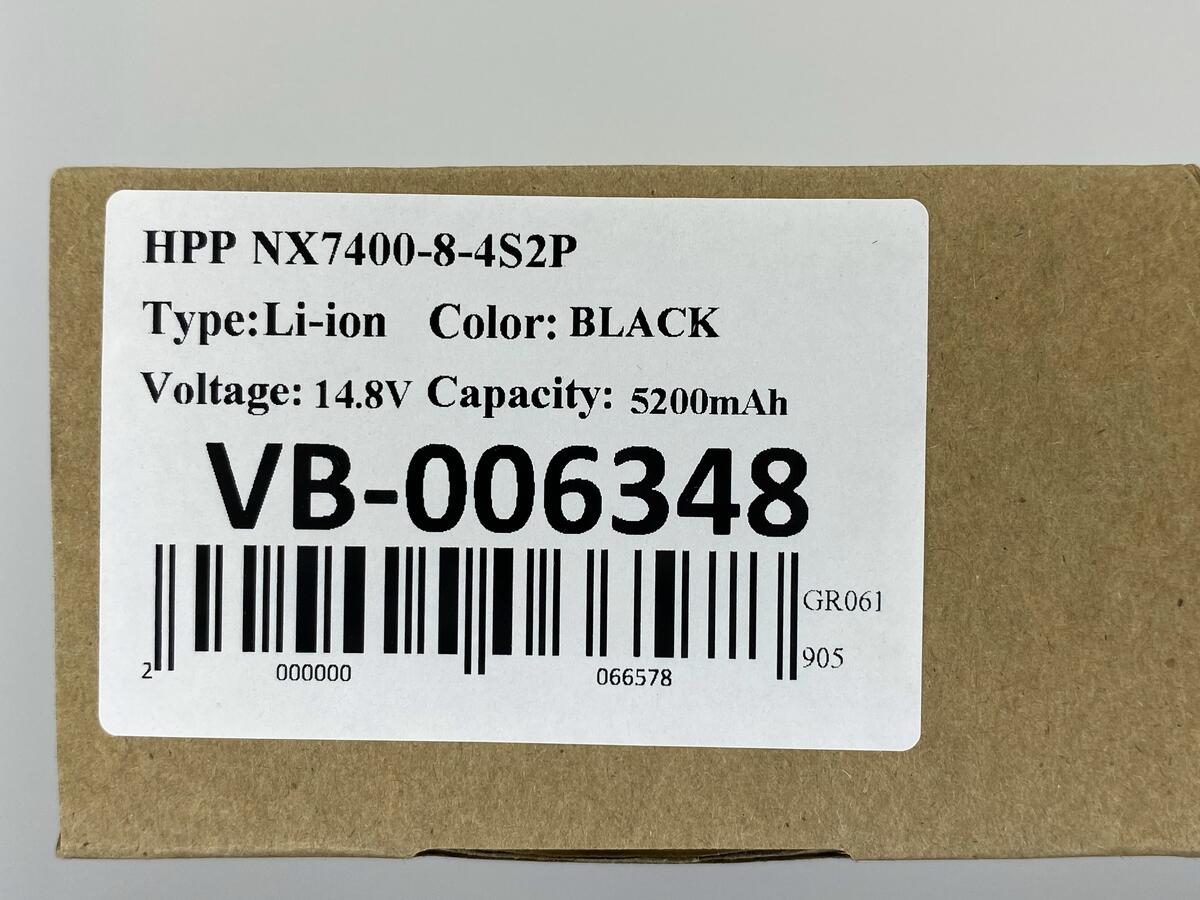 HPP NX7400-8-4S2P
Type:Li-ion Color: BLACK
Voltage: 14.8V Capacity: 5200mAh
VB-006348
GR061
905
2 000000 066578